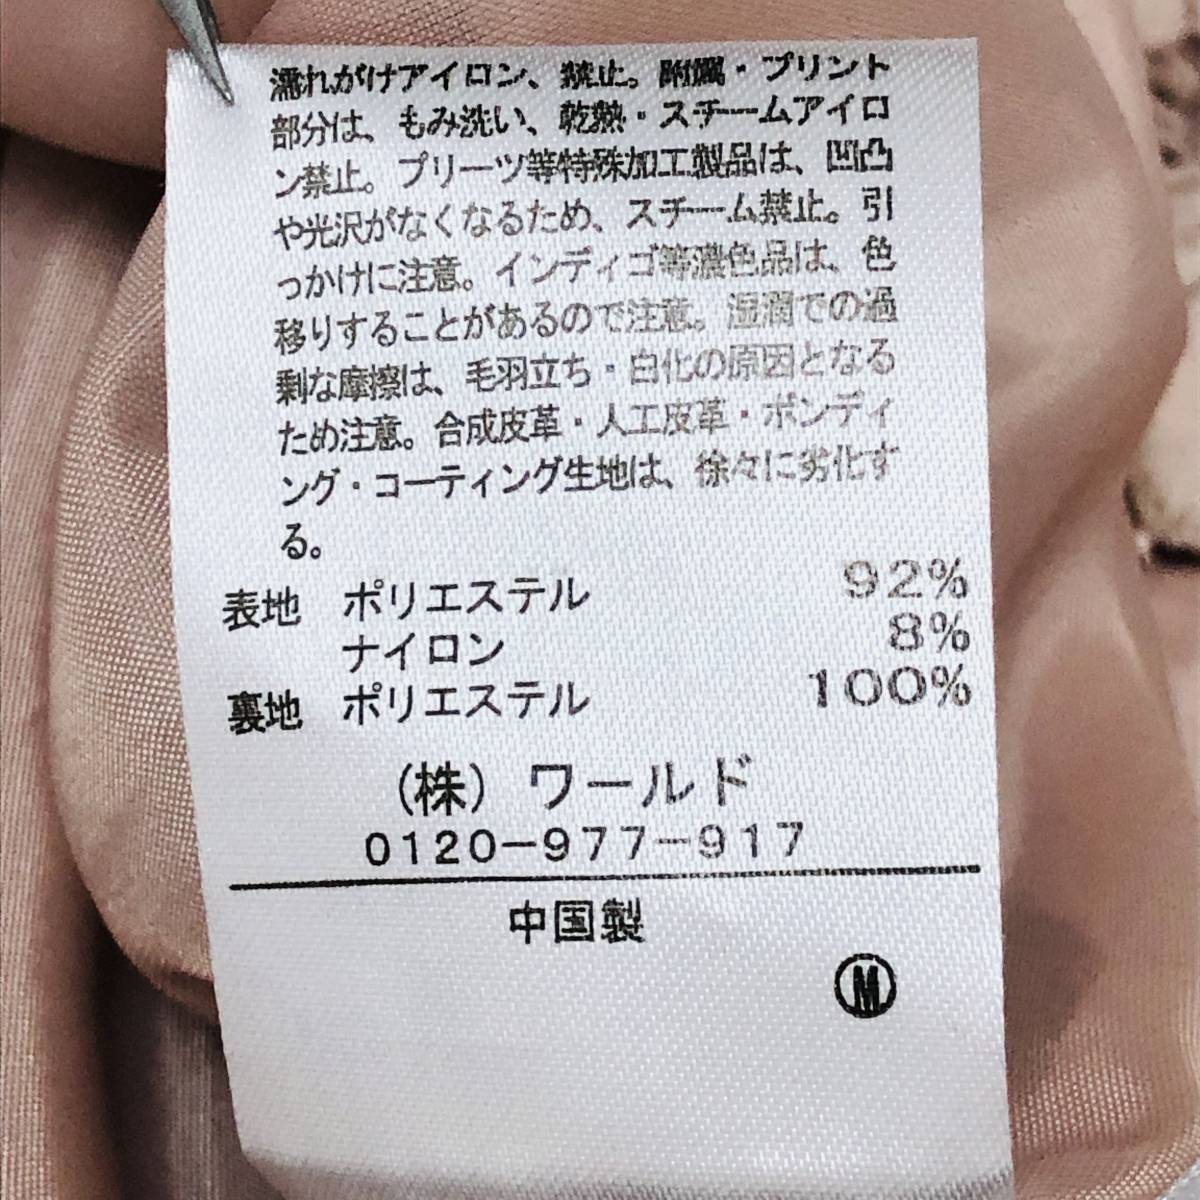 濡れがけアイロン、禁止。附属・プリント
部分は、もみ洗い、乾熱・スチームアイロ
ン禁止。プリーツ等特殊加工製品は、凹凸
や光沢がなくなるため、スチーム禁止。引
っかけに注意。インディゴ等濃色品は、色
移りすることがあるので注意。湿潤での過
剰な摩擦は、毛羽立ち・白化の原因となる
ため注意。合成皮革・人工皮革・ボンディ
ング・コーティング生地は、徐々に劣化す
る。
表地 ポリエステル 92%
ナイロン 8%
裏地 ポリエステル 100%
(株) ワールド
0120-977-917
中国製
M